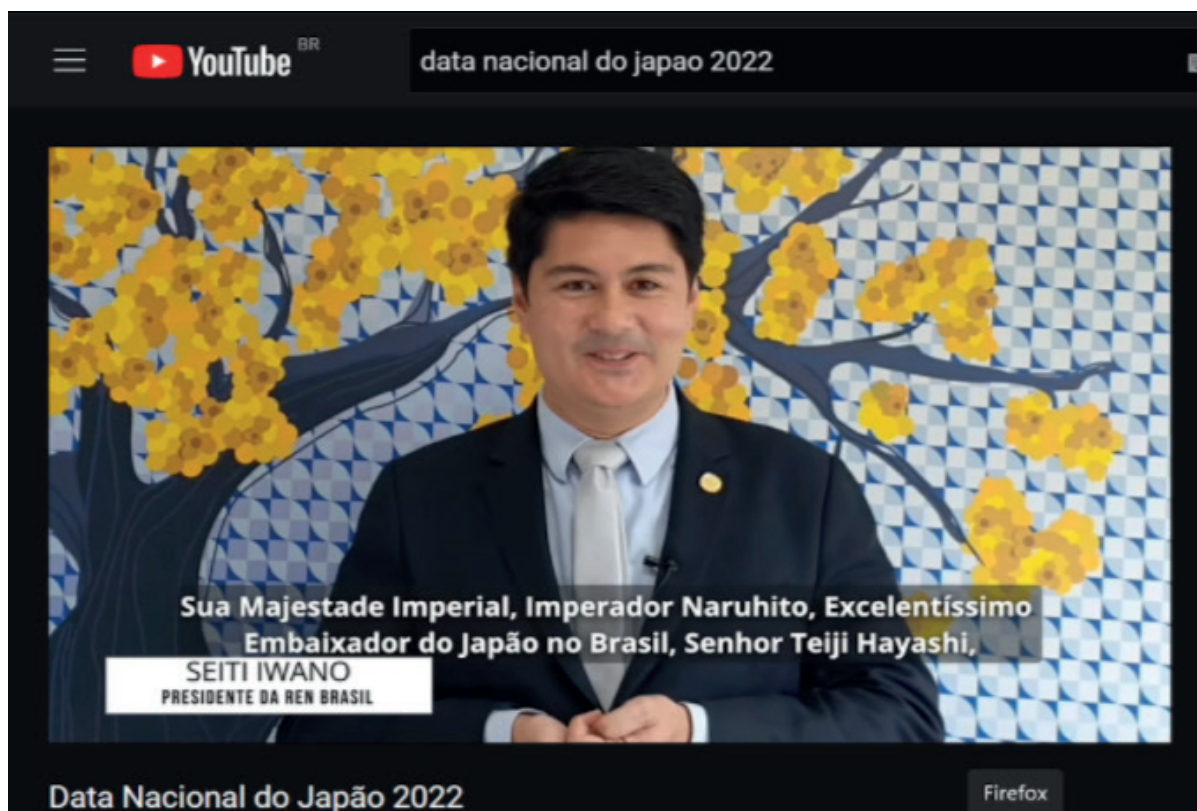 YouTube BR
data nacional do japao 2022
Sua Majestade Imperial, Imperador Naruhito, Excelentíssimo
Embaixador do Japão no Brasil, Senhor Teiji Hayashi,
SEITI IWANO
PRESIDENTE DA REN BRASIL
Data Nacional do Japão 2022
Firefox